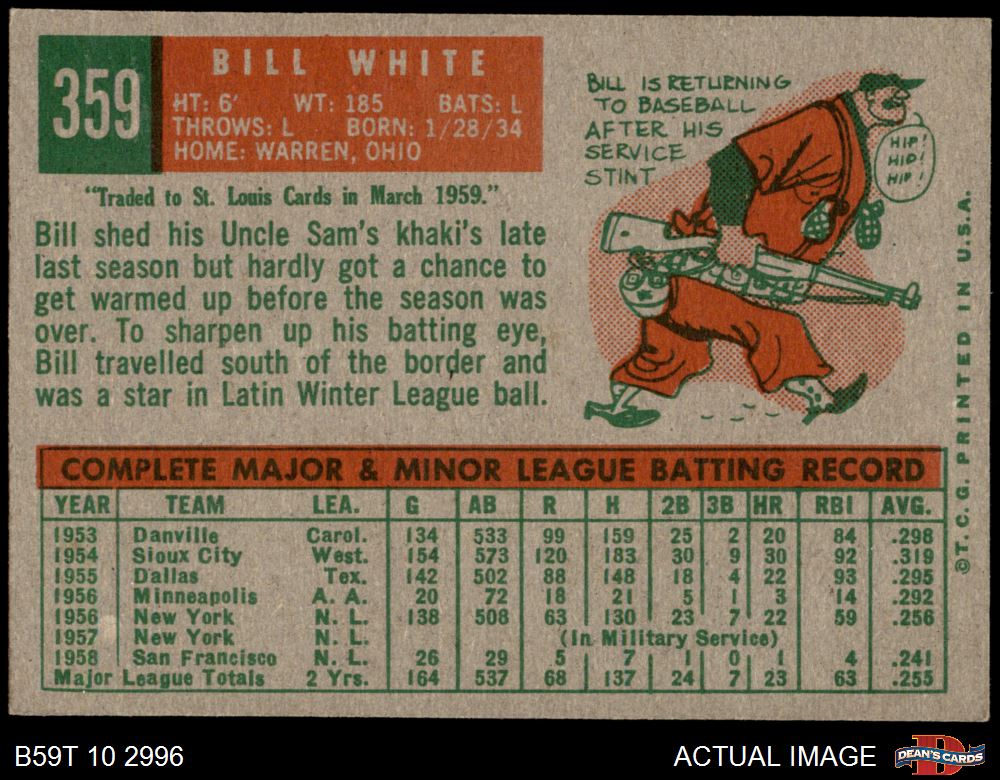 359
BILL WHITE
HT: 6' WT: 185 BATS: L
THROWS: L BORN: 1/28/34
HOME: WARREN, OHIO
"Traded to St. Louis Cards in March 1959."
Bill shed his Uncle Sam's khaki's late
last season but hardly got a chance to
get warmed up before the season was
over. To sharpen up his batting eye,
Bill travelled south of the border and
was a star in Latin Winter League ball.
BILL IS RETURNING
TO BASEBALL
AFTER HIS
SERVICE
STINT
HIP!
HIP!
HIP!
COMPLETE MAJOR & MINOR LEAGUE BATTING RECORD
YEAR TEAM LEA. G AB R H 2B 3B HR RBI AVG.
1953 Danville Carol. 134 533 99 159 25 2 20 84 .298
1954 Sioux City West. 154 573 120 183 30 9 30 92 .319
1955 Dallas Tex. 142 502 88 148 18 4 22 93 .295
1956 Minneapolis A. A. 20 72 18 21 5 1 3 14 .292
1956 New York N. L. 138 508 63 130 23 7 22 59 .256
1957 New York N. L. (In Military Service)
1958 San Francisco N. L. 26 29 5 7 1 0 1 4 .241
Major League Totals 2 Yrs. 164 537 68 137 24 7 23 63 .255
©T.C.G. PRINTED IN U.S.A.
B59T 10 2996
ACTUAL IMAGE
D
DEAN'S CARDS